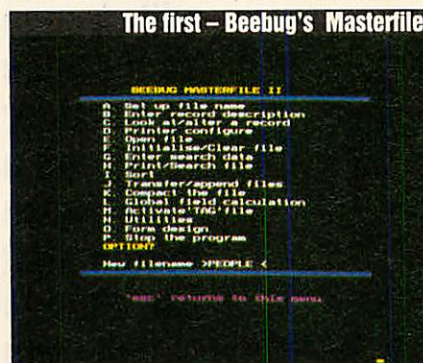 The first – Beebug's Masterfile
BEEBUG MASTERFILE II
A. Set up file name
B. Enter record description
C. Look at/alter a record
D. Printer configure
E. Open file
F. Initialise/Clear file
G. Enter search data
H. Print/Search file
I. Sort
J. Transfer/append files
K. Compact the file
L. Global field calculation
M. Activate'TAG'file
N. Utilities
O. Form design
P. Stop the program
OPTION?
New filename >PEOPLE <
'esc' returns to this menu